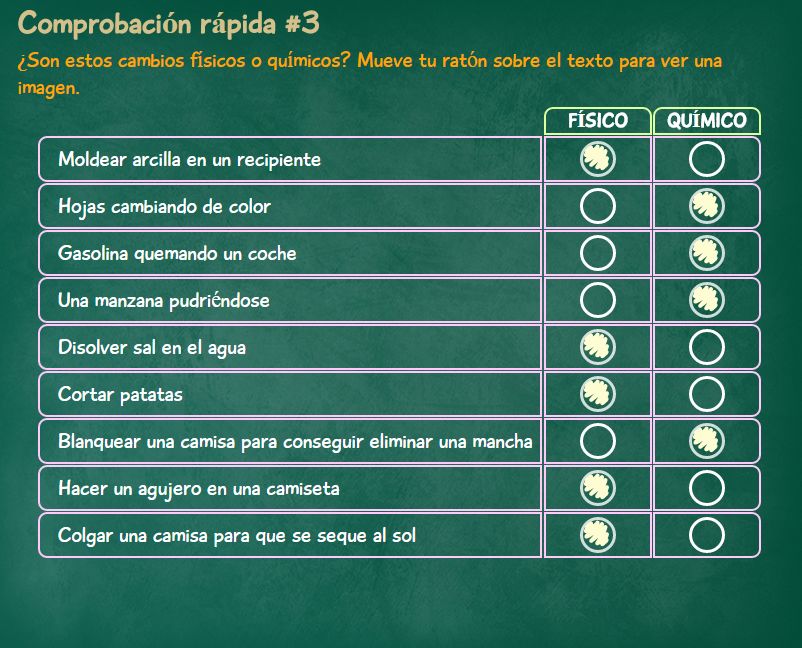 Comprobación rápida #3
¿Son estos cambios físicos o químicos? Mueve tu ratón sobre el texto para ver una
imagen.
FÍSICO QUÍMICO
Moldear arcilla en un recipiente
Hojas cambiando de color
Gasolina quemando un coche
Una manzana pudriéndose
Disolver sal en el agua
Cortar patatas
Blanquear una camisa para conseguir eliminar una mancha
Hacer un agujero en una camiseta
Colgar una camisa para que se seque al sol